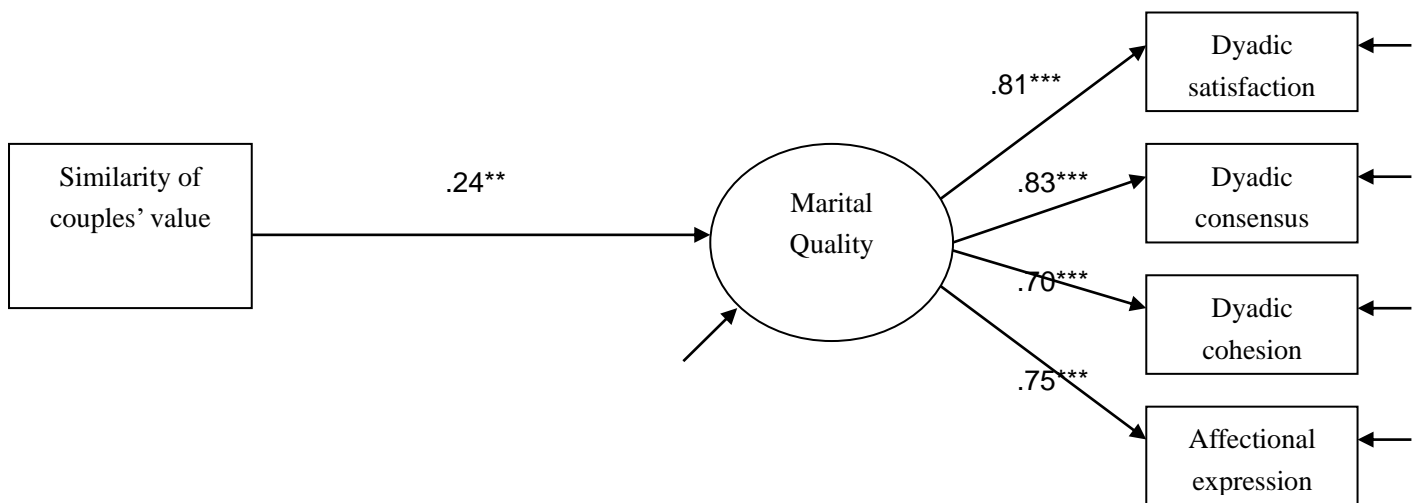 Similarity of
couples’ value
.24**
Marital
Quality
.81***
.83***
.70***
.75***
Dyadic
satisfaction
Dyadic
consensus
Dyadic
cohesion
Affectional
expression